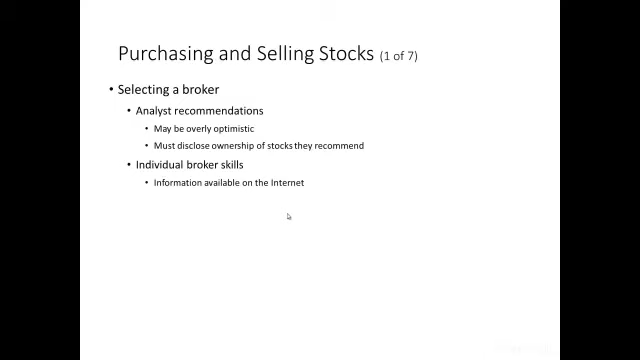 Purchasing and Selling Stocks (1 of 7)
• Selecting a broker
• Analyst recommendations
• May be overly optimistic
• Must disclose ownership of stocks they recommend
• Individual broker skills
• Information available on the Internet